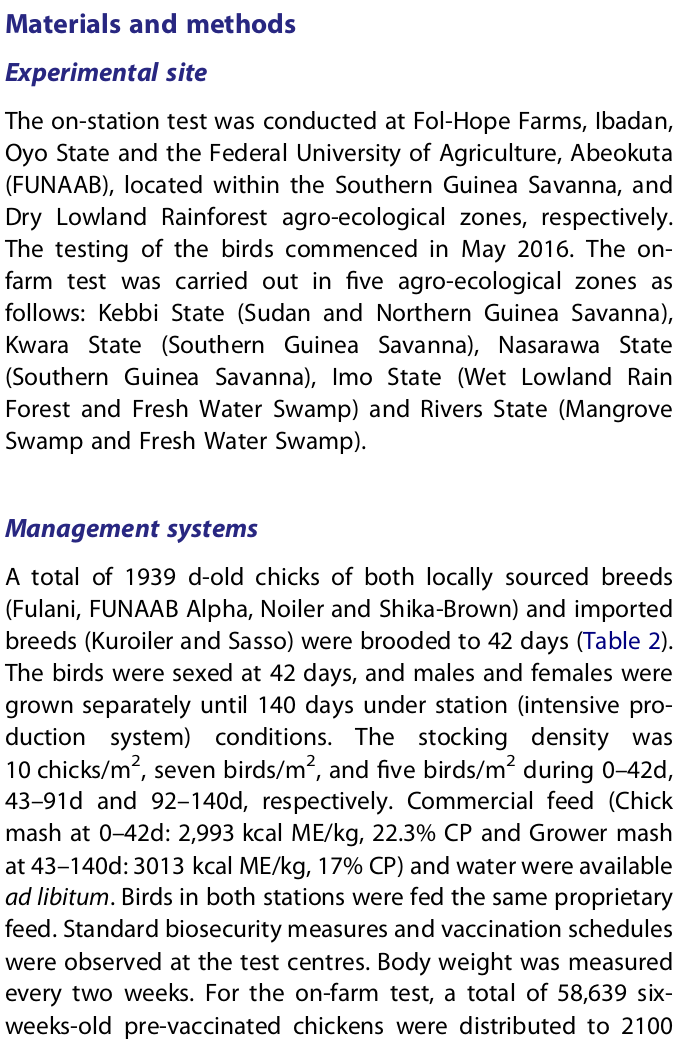 Materials and methods
Experimental site
The on-station test was conducted at Fol-Hope Farms, Ibadan,
Oyo State and the Federal University of Agriculture, Abeokuta
(FUNAAB), located within the Southern Guinea Savanna, and
Dry Lowland Rainforest agro-ecological zones, respectively.
The testing of the birds commenced in May 2016. The on-
farm test was carried out in five agro-ecological zones as
follows: Kebbi State (Sudan and Northern Guinea Savanna),
Kwara State (Southern Guinea Savanna), Nasarawa State
(Southern Guinea Savanna), Imo State (Wet Lowland Rain
Forest and Fresh Water Swamp) and Rivers State (Mangrove
Swamp and Fresh Water Swamp).
Management systems
A total of 1939 d-old chicks of both locally sourced breeds
(Fulani, FUNAAB Alpha, Noiler and Shika-Brown) and imported
breeds (Kuroiler and Sasso) were brooded to 42 days (Table 2).
The birds were sexed at 42 days, and males and females were
grown separately until 140 days under station (intensive pro-
duction system) conditions. The stocking density was
10 chicks/m², seven birds/m², and five birds/m² during 0–42d,
43–91d and 92–140d, respectively. Commercial feed (Chick
mash at 0–42d: 2,993 kcal ME/kg, 22.3% CP and Grower mash
at 43–140d: 3013 kcal ME/kg, 17% CP) and water were available
ad libitum. Birds in both stations were fed the same proprietary
feed. Standard biosecurity measures and vaccination schedules
were observed at the test centres. Body weight was measured
every two weeks. For the on-farm test, a total of 58,639 six-
weeks-old pre-vaccinated chickens were distributed to 2100